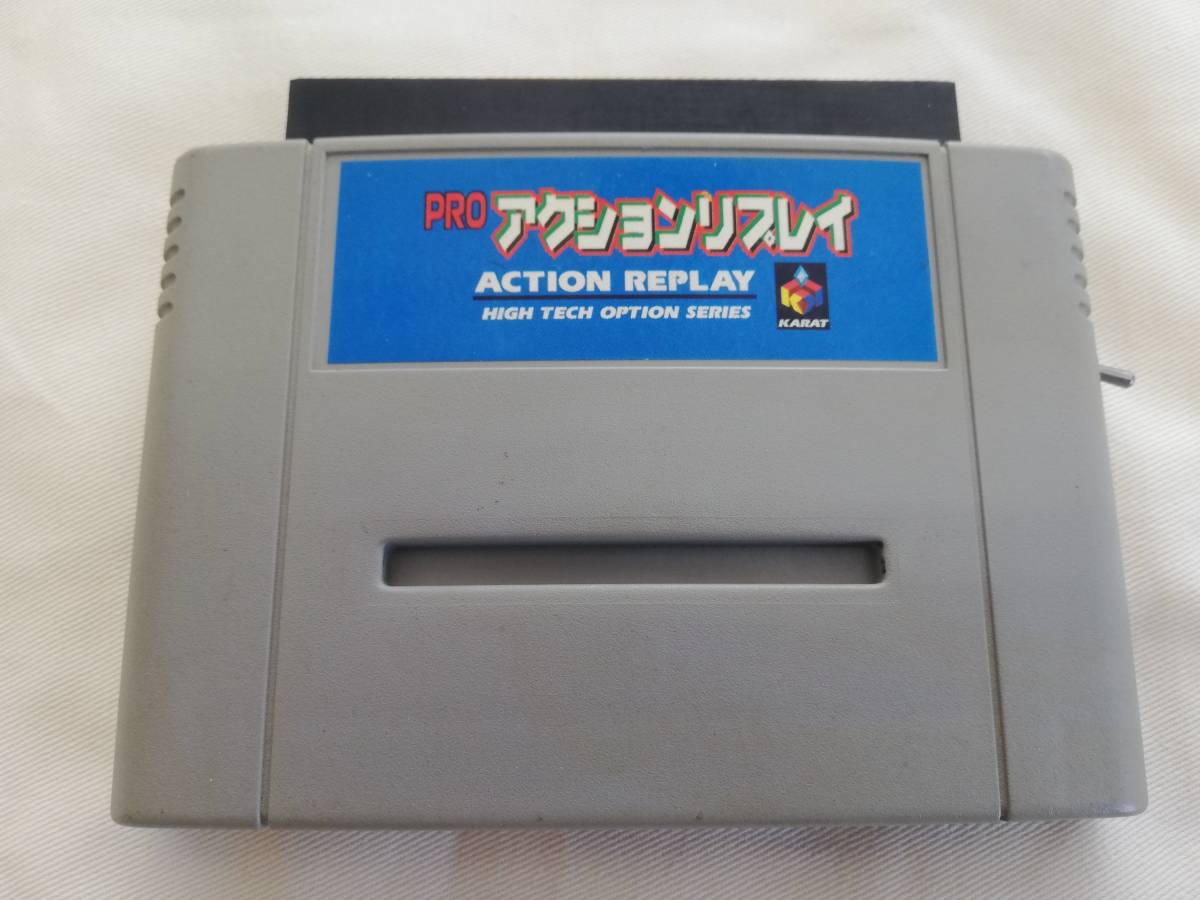 PRO アクションリプレイ
ACTION REPLAY
HIGH TECH OPTION SERIES
KARAT